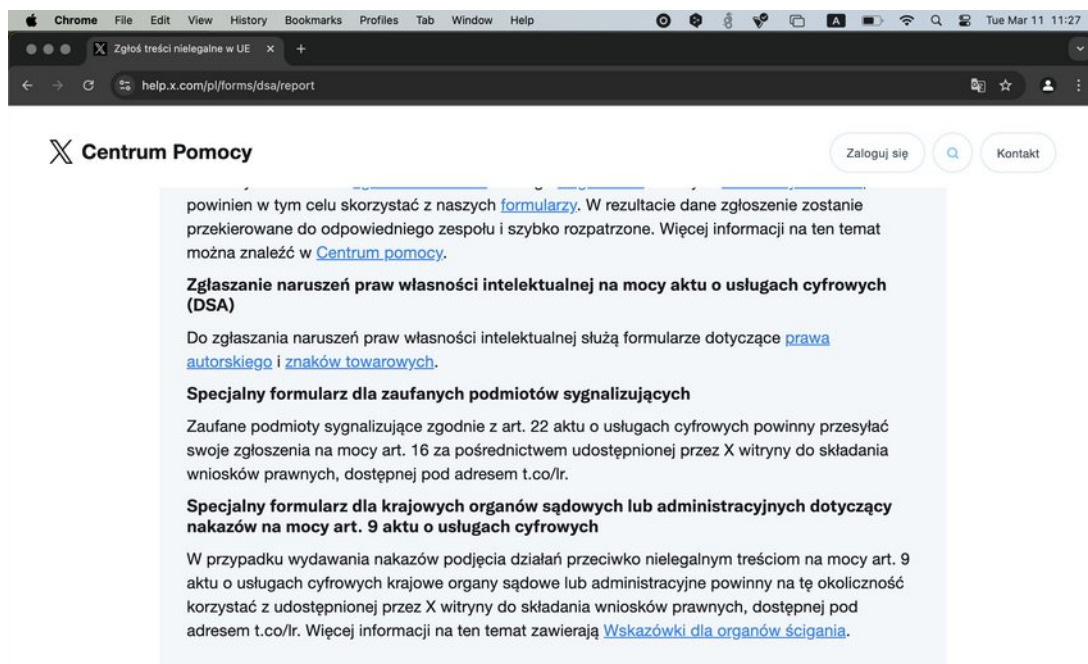 Chrome File Edit View History Bookmarks Profiles Tab Window Help Tue Mar 11 11:27
Zgłoś treści nielegalne w UE
help.x.com/pl/forms/dsa/report
Centrum Pomocy Zaloguj się Kontakt
powinien w tym celu skorzystać z naszych formularzy. W rezultacie dane zgłoszenie zostanie
przekierowane do odpowiedniego zespołu i szybko rozpatrzone. Więcej informacji na ten temat
można znaleźć w Centrum pomocy.
Zgłaszanie naruszeń praw własności intelektualnej na mocy aktu o usługach cyfrowych
(DSA)
Do zgłaszania naruszeń praw własności intelektualnej służą formularze dotyczące prawa
autorskiego i znaków towarowych.
Specjalny formularz dla zaufanych podmiotów sygnalizujących
Zaufane podmioty sygnalizujące zgodnie z art. 22 aktu o usługach cyfrowych powinny przesyłać
swoje zgłoszenia na mocy art. 16 za pośrednictwem udostępnionej przez X witryny do składania
wniosków prawnych, dostępnej pod adresem t.co/lr.
Specjalny formularz dla krajowych organów sądowych lub administracyjnych dotyczący
nakazów na mocy art. 9 aktu o usługach cyfrowych
W przypadku wydawania nakazów podjęcia działań przeciwko nielegalnym treściom na mocy art. 9
aktu o usługach cyfrowych krajowe organy sądowe lub administracyjne powinny na tę okoliczność
korzystać z udostępnionej przez X witryny do składania wniosków prawnych, dostępnej pod
adresem t.co/lr. Więcej informacji na ten temat zawierają Wskazówki dla organów ścigania.